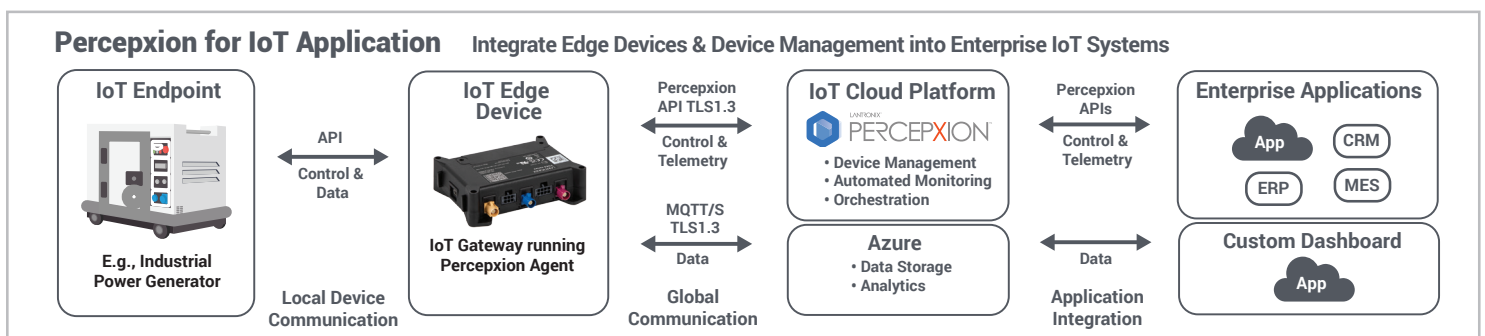 Percepxion for IoT Application Integrate Edge Devices & Device Management into Enterprise IoT Systems
IoT Endpoint
E.g., Industrial
Power Generator
API
Control &
Data
Local Device
Communication
IoT Edge
Device
IoT Gateway running
Percepxion Agent
Percepxion
API TLS1.3
Control &
Telemetry
MQTT/S
TLS1.3
Data
Global
Communication
IoT Cloud Platform
LANTRONIX
PERCEPXION
• Device Management
• Automated Monitoring
• Orchestration
Azure
• Data Storage
• Analytics
Percepxion
APIs
Control &
Telemetry
Data
Application
Integration
Enterprise Applications
App
CRM
ERP
MES
Custom Dashboard
App